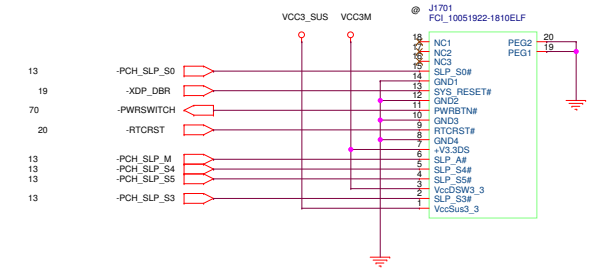 @ J1701
FCI_10051922-1810ELF
VCC3_SUS VCC3M
18 NC1 PEG2 20
17 NC2 PEG1 19
16 NC3
13 -PCH_SLP_S0 15 SLP_S0#
14 GND1
19 -XDP_DBR 13 SYS_RESET#
12 GND2
70 -PWRSWITCH 11 PWRBTN#
10 GND3
20 -RTCRST 9 RTCRST#
8 GND4
7 +V3.3DS
13 -PCH_SLP_M 6 SLP_A#
13 -PCH_SLP_S4 5 SLP_S4#
13 -PCH_SLP_S5 4 SLP_S5#
3 VccDSW3_3
13 -PCH_SLP_S3 2 SLP_S3#
1 VccSus3_3